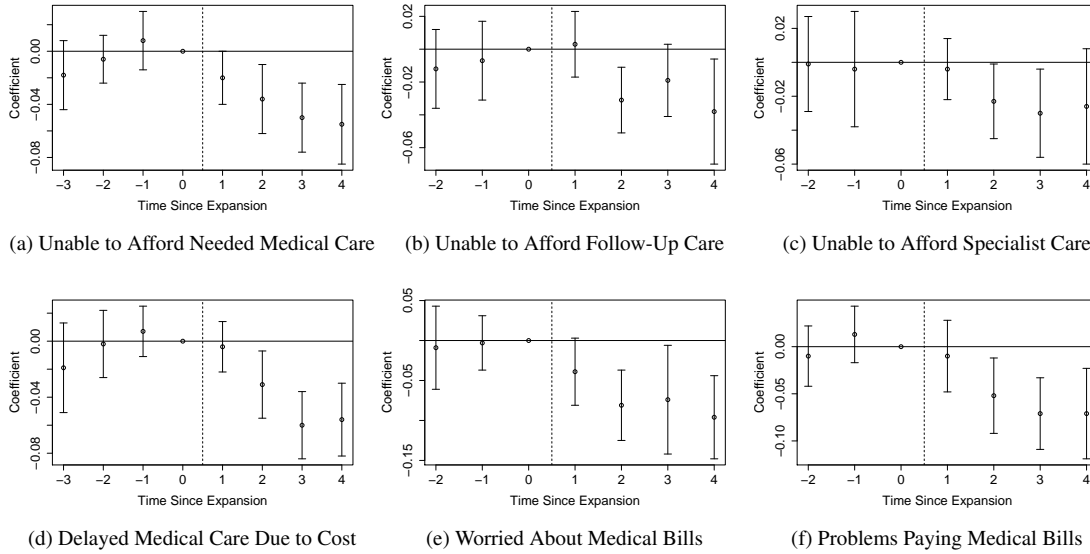 0.00
−0.04
−0.08
Coefficient
−3 −2 −1 0 1 2 3 4
Time Since Expansion
(a) Unable to Afford Needed Medical Care
0.02
−0.02
−0.06
Coefficient
−2 −1 0 1 2 3 4
Time Since Expansion
(b) Unable to Afford Follow-Up Care
0.02
−0.02
−0.06
Coefficient
−2 −1 0 1 2 3 4
Time Since Expansion
(c) Unable to Afford Specialist Care
0.00
−0.04
−0.08
Coefficient
−3 −2 −1 0 1 2 3 4
Time Since Expansion
(d) Delayed Medical Care Due to Cost
0.05
−0.05
−0.15
Coefficient
−2 −1 0 1 2 3 4
Time Since Expansion
(e) Worried About Medical Bills
0.00
−0.05
−0.10
Coefficient
−2 −1 0 1 2 3 4
Time Since Expansion
(f) Problems Paying Medical Bills